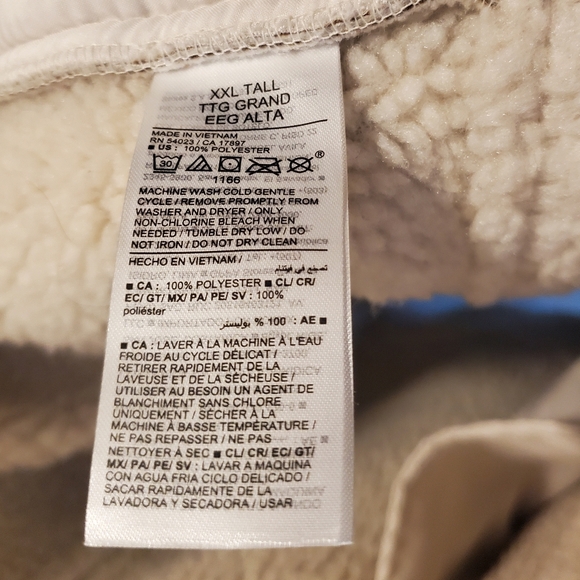 XXL TALL
TTG GRAND
EEG ALTA
MADE IN VIETNAM
RN 54023 / CA 17897
■ US : 100% POLYESTER
30 ®
1166
MACHINE WASH COLD GENTLE
CYCLE / REMOVE PROMPTLY FROM
WASHER AND DRYER / ONLY
NON-CHLORINE BLEACH WHEN
NEEDED / TUMBLE DRY LOW / DO
NOT IRON / DO NOT DRY CLEAN
HECHO EN VIETNAM /
تصنيع في فيتنام
■ CA : 100% POLYESTER ■ CL/ CR/
EC/ GT/ MX/ PA/ PE/ SV : 100%
poliéster
■ AE : 100 % بوليستر
■ CA : LAVER À LA MACHINE À L'EAU
FROIDE AU CYCLE DÉLICAT /
RETIRER RAPIDEMENT DE LA
LAVEUSE ET DE LA SÉCHEUSE /
UTILISER AU BESOIN UN AGENT DE
BLANCHIMENT SANS CHLORE
UNIQUEMENT / SÉCHER À LA
MACHINE À BASSE TEMPÉRATURE /
NE PAS REPASSER / NE PAS
NETTOYER À SEC ■ CL/ CR/ EC/ GT/
MX/ PA/ PE/ SV : LAVAR A MAQUINA
CON AGUA FRIA CICLO DELICADO /
SACAR RAPIDAMENTE DE LA
LAVADORA Y SECADORA / USAR